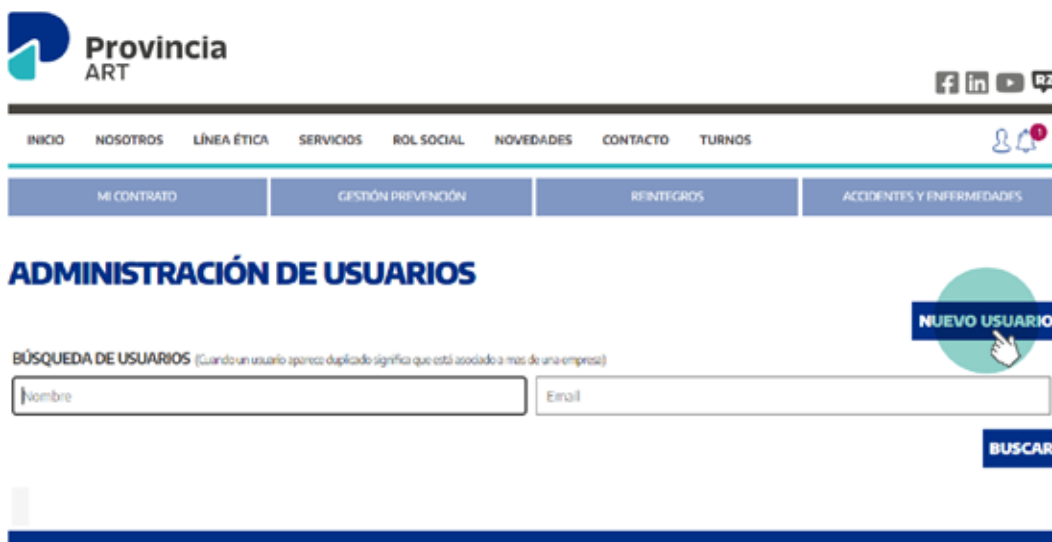 Provincia
ART
INICIO NOSOTROS LÍNEA ÉTICA SERVICIOS ROL SOCIAL NOVEDADES CONTACTO TURNOS
1
MI CONTRATO GESTIÓN PREVENCIÓN REINTEGROS ACCIDENTES Y ENFERMEDADES
ADMINISTRACIÓN DE USUARIOS
NUEVO USUARIO
BÚSQUEDA DE USUARIOS (Cuando un usuario aparece duplicado significa que está asociado a mas de una empresa)
Nombre Email
BUSCAR